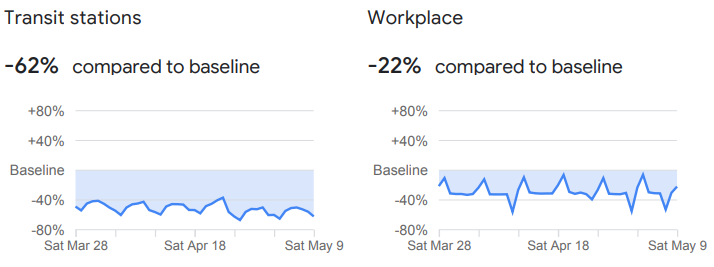 Transit stations
-62% compared to baseline
+80%
+40%
Baseline
-40%
-80%
Sat Mar 28 Sat Apr 18 Sat May 9
Workplace
-22% compared to baseline
+80%
+40%
Baseline
-40%
-80%
Sat Mar 28 Sat Apr 18 Sat May 9